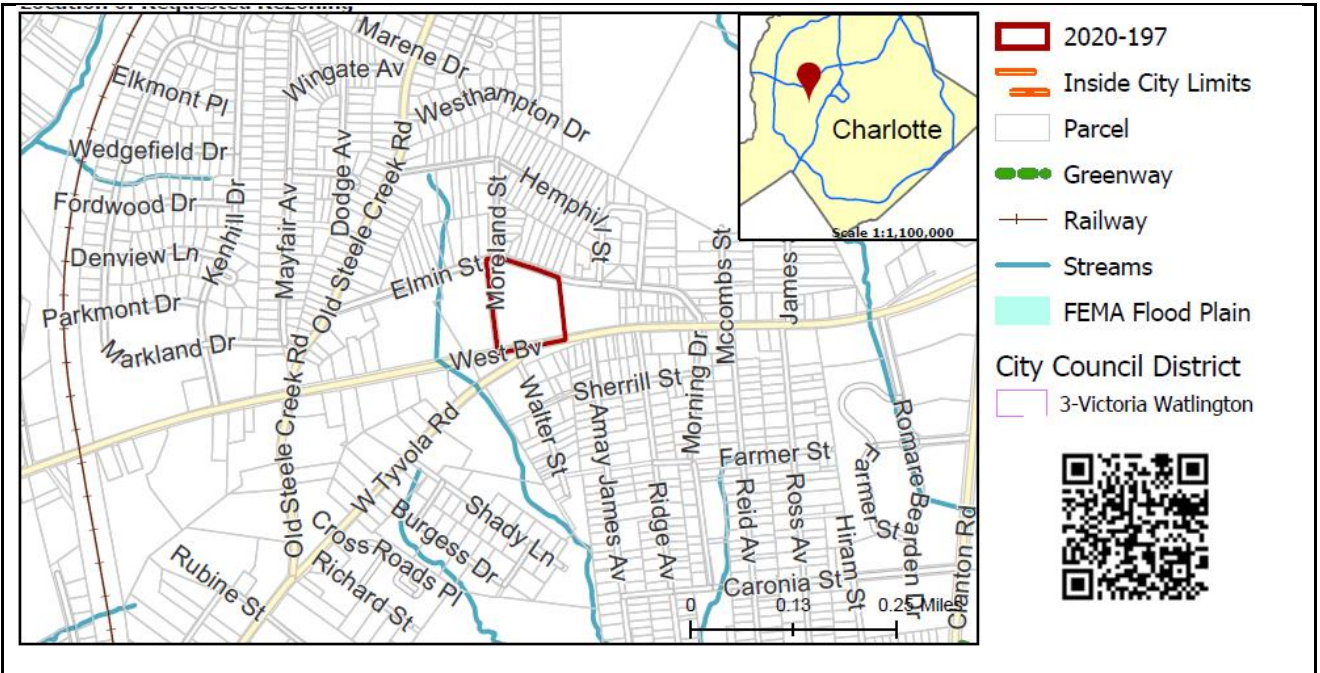 Location of Requested Rezoning
Marene Dr
Wingate Av
Elkmont Pl
Westhampton Dr
Wedgefield Dr
Dodge Av
Hemphill St
Fordwood Dr
Kenhill Dr
Mayfair Av
Old Steele Creek Rd
Moreland St
Denview Ln
Elmin St
Mccombs St
James
Parkmont Dr
Markland Dr
West Bv
Sherrill St
Morning Dr
Walter St
Amay James Av
Old Steele Creek Rd
W Tyvola Rd
Farmer St
Farmer St
Romare Bearden Dr
Ridge Av
Reid Av
Ross Av
Hiram St
Shady Ln
Burgess Dr
Cross Roads Pl
Richard St
Rubine St
Caronia St
Clanton Rd
0 0.13 0.25 Miles
Charlotte
Scale 1:1,100,000
2020-197
Inside City Limits
Parcel
Greenway
Railway
Streams
FEMA Flood Plain
City Council District
3-Victoria Watlington